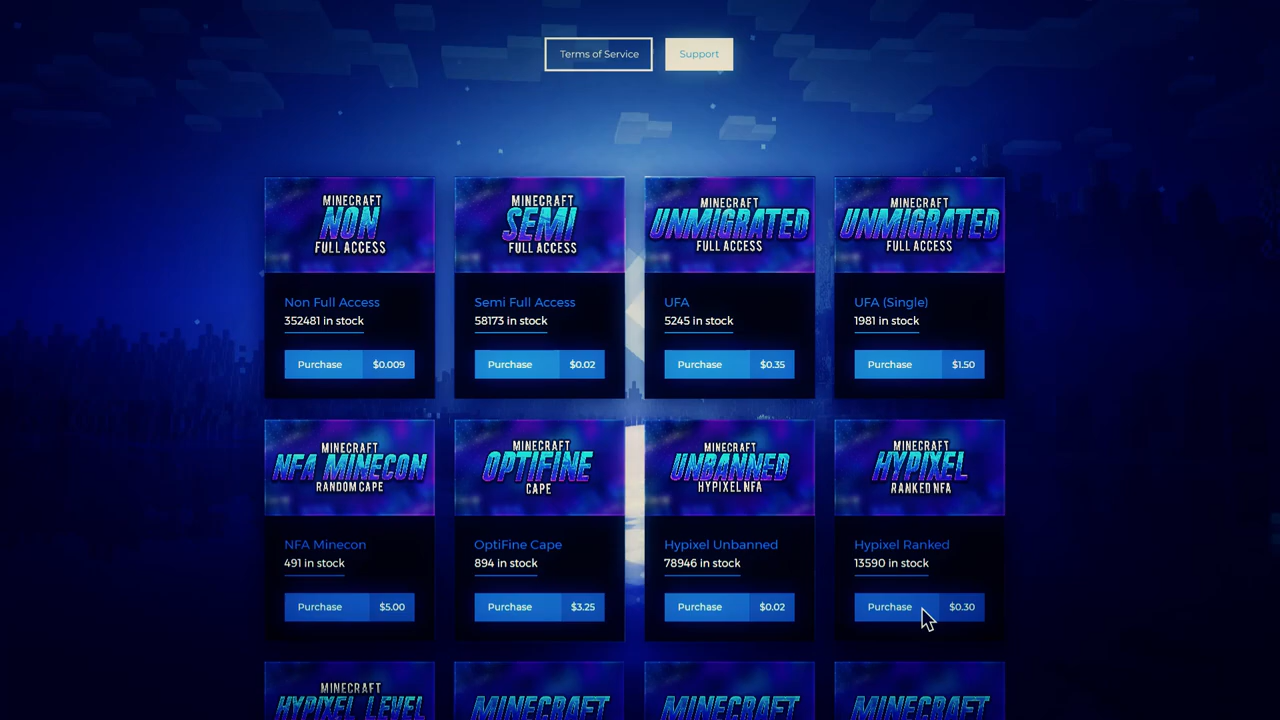 Terms of Service
Support
MINECRAFT
NON
FULL ACCESS
Non Full Access
352481 in stock
Purchase $0.009
MINECRAFT
SEMI
FULL ACCESS
Semi Full Access
58173 in stock
Purchase $0.02
MINECRAFT
UNMIGRATED
FULL ACCESS
UFA
5245 in stock
Purchase $0.35
MINECRAFT
UNMIGRATED
FULL ACCESS
UFA (Single)
1981 in stock
Purchase $1.50
MINECRAFT
NFA MINECON
RANDOM CAPE
NFA Minecon
491 in stock
Purchase $5.00
MINECRAFT
OPTIFINE
CAPE
OptiFine Cape
894 in stock
Purchase $3.25
MINECRAFT
UNBANNED
HYPIXEL NFA
Hypixel Unbanned
78946 in stock
Purchase $0.02
MINECRAFT
HYPIXEL
RANKED NFA
Hypixel Ranked
13590 in stock
Purchase $0.30
MINECRAFT
HYPIXEL LEVEL
MINECRAFT
MINECRAFT
MINECRAFT